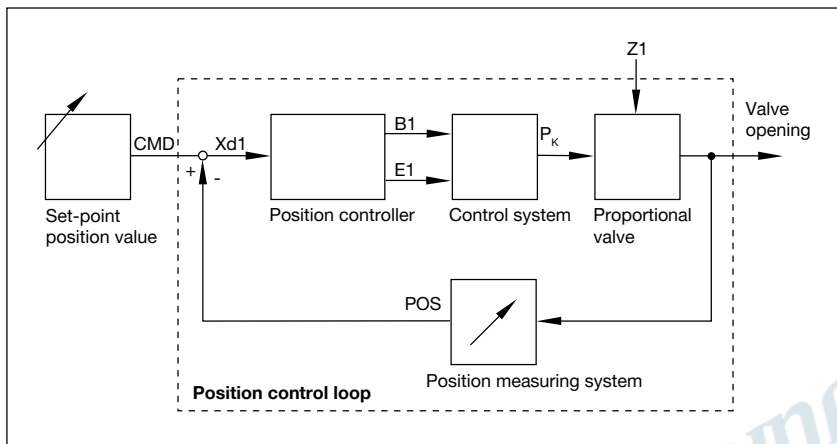 Z1
Valve
opening
CMD
Xd1
B1
E1
P_K
+
-
Set-point
position value
Position controller
Control system
Proportional
valve
POS
Position measuring system
Position control loop